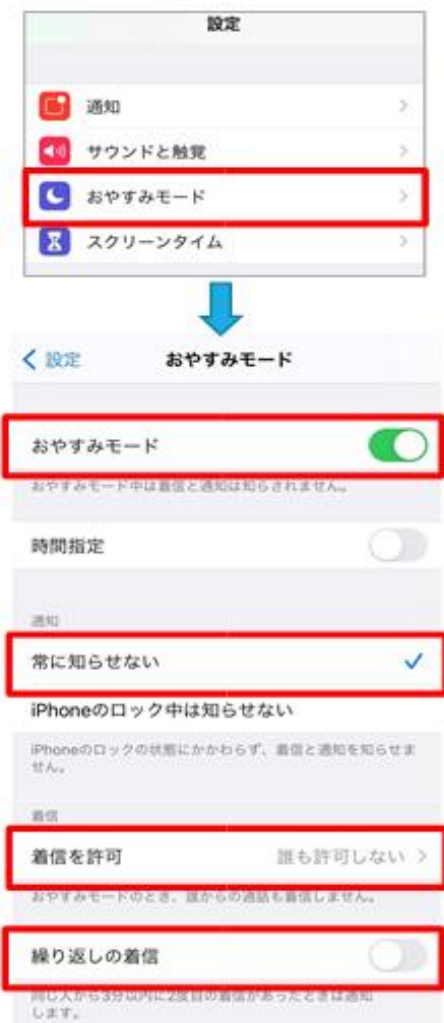 設定
通知
サウンドと触覚
おやすみモード
スクリーンタイム
設定
おやすみモード
おやすみモード
おやすみモード中は着信と通知は知らされません。
時間指定
通知
常に知らせない
iPhoneのロック中は知らせない
iPhoneのロックの状態にかかわらず、着信と通知を知らせま
せん。
着信
着信を許可 誰も許可しない
おやすみモードのとき、誰からの通話も着信しません。
繰り返しの着信
同じ人から3分以内に2度目の着信があったときは通知
します。